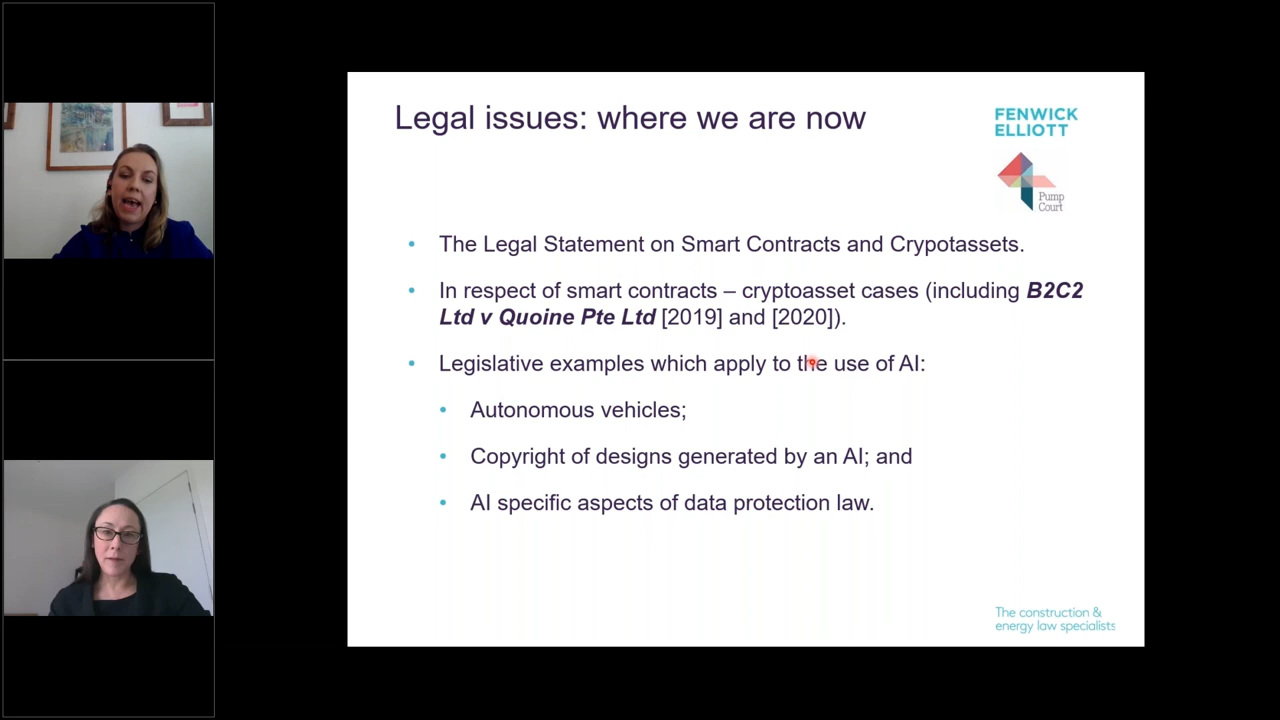 Legal issues: where we are now
FENWICK
ELLIOTT
Pump
Court
• The Legal Statement on Smart Contracts and Crypotassets.
• In respect of smart contracts – cryptoasset cases (including B2C2
Ltd v Quoine Pte Ltd [2019] and [2020]).
• Legislative examples which apply to the use of AI:
• Autonomous vehicles;
• Copyright of designs generated by an AI; and
• AI specific aspects of data protection law.
The construction &
energy law specialists